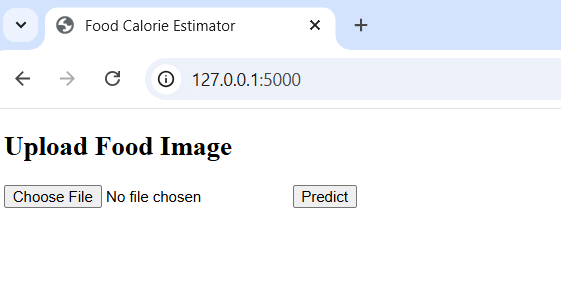 Food Calorie Estimator
127.0.0.1:5000
Upload Food Image
Choose File No file chosen Predict